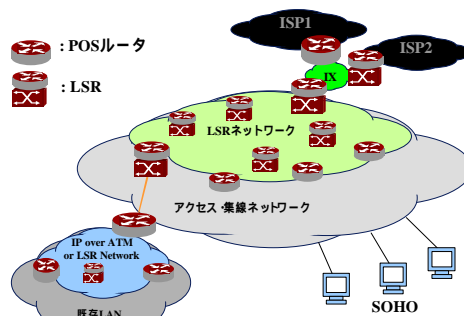 ISP1
ISP2
: POSルータ
IX
: LSR
LSRネットワーク
アクセス・集線ネットワーク
IP over ATM
or LSR Network
既存LAN
SOHO